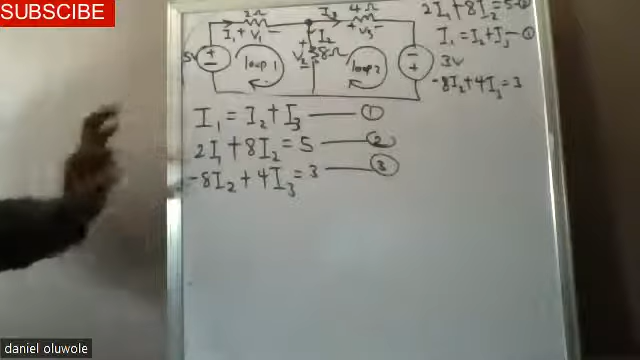 SUBSCIBE
2Ω I3 4Ω
I1 + V1 - I2 + V3 -
5V + - loop 1 + V2 - 8Ω loop 2 - + 3V
2I1 + 8I2 = 5 - ②
I1 = I2 + I3 - ①
-8I2 + 4I3 = 3
I1 = I2 + I3 —— ①
2I1 + 8I2 = 5 —— ②
-8I2 + 4I3 = 3 —— ③
daniel oluwole